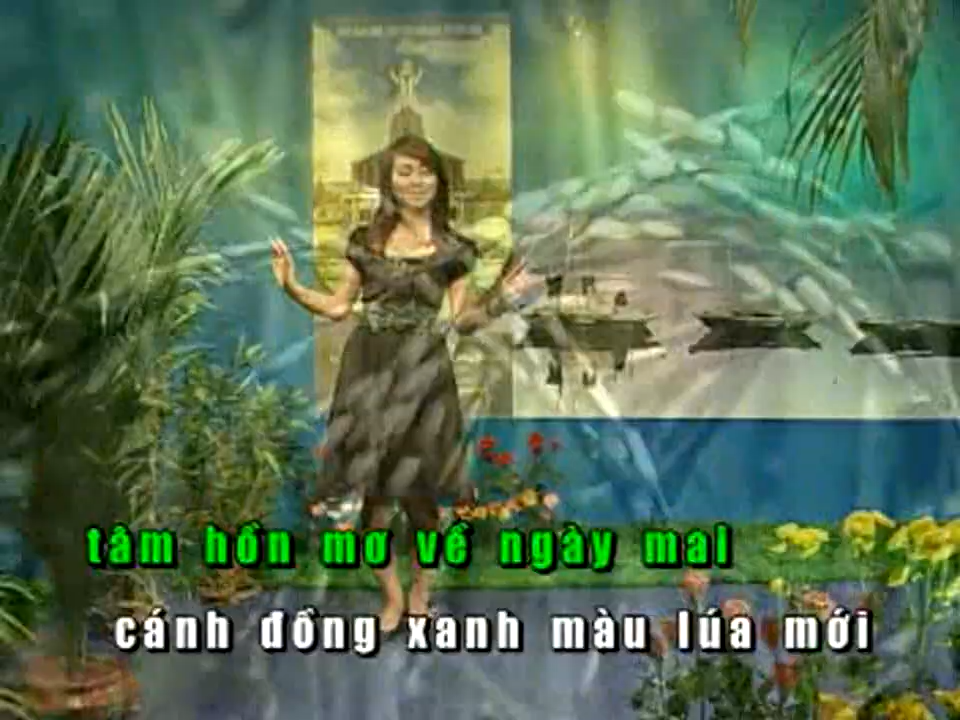 tâm hồn mơ về ngày mai
cánh đồng xanh màu lúa mới